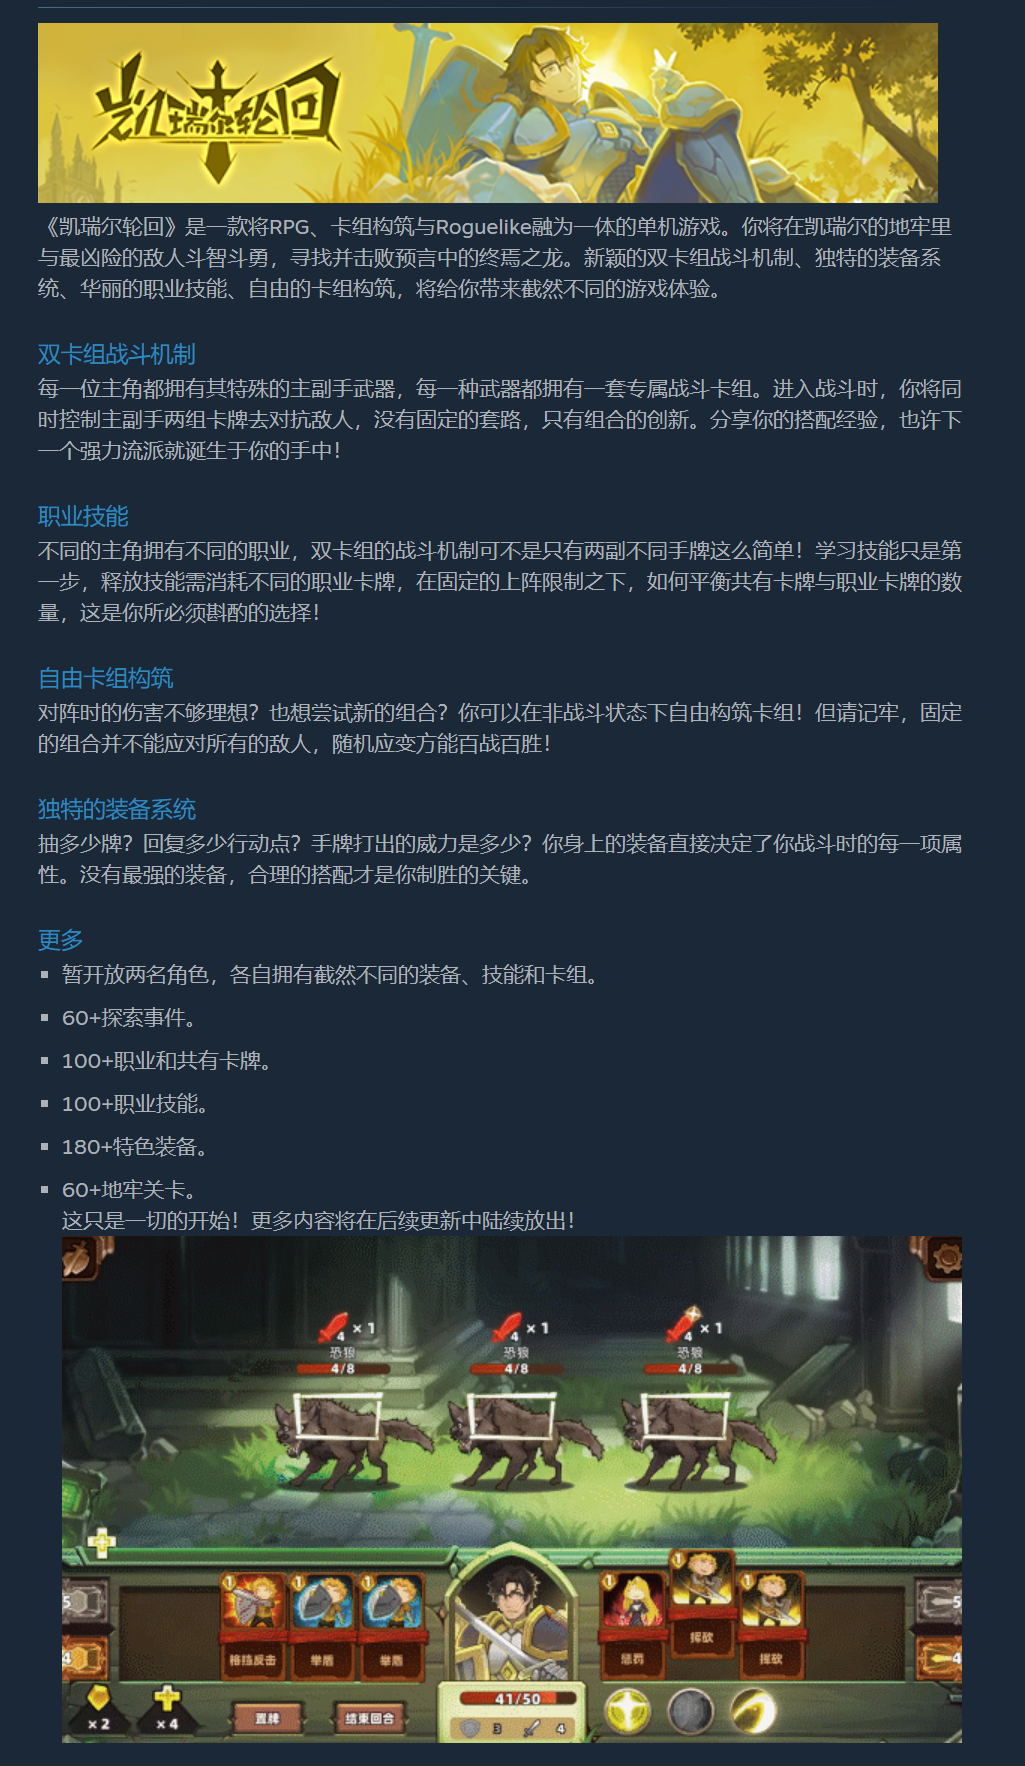 凯瑞尔轮回
《凯瑞尔轮回》是一款将RPG、卡组构筑与Roguelike融为一体的单机游戏。你将在凯瑞尔的地牢里
与最凶险的敌人斗智斗勇，寻找并击败预言中的终焉之龙。新颖的双卡组战斗机制、独特的装备系
统、华丽的职业技能、自由的卡组构筑，将给你带来截然不同的游戏体验。
双卡组战斗机制
每一位主角都拥有其特殊的主副手武器，每一种武器都拥有一套专属战斗卡组。进入战斗时，你将同
时控制主副手两组卡牌去对抗敌人，没有固定的套路，只有组合的创新。分享你的搭配经验，也许下
一个强力流派就诞生于你的手中！
职业技能
不同的主角拥有不同的职业，双卡组的战斗机制可不是只有两副不同手牌这么简单！学习技能只是第
一步，释放技能需消耗不同的职业卡牌，在固定的上阵限制之下，如何平衡共有卡牌与职业卡牌的数
量，这是你所必须斟酌的选择！
自由卡组构筑
对阵时的伤害不够理想？也想尝试新的组合？你可以在非战斗状态下自由构筑卡组！但请记牢，固定
的组合并不能应对所有的敌人，随机应变方能百战百胜！
独特的装备系统
抽多少牌？回复多少行动点？手牌打出的威力是多少？你身上的装备直接决定了你战斗时的每一项属
性。没有最强的装备，合理的搭配才是你制胜的关键。
更多
暂开放两名角色，各自拥有截然不同的装备、技能和卡组。
60+探索事件。
100+职业和共有卡牌。
100+职业技能。
180+特色装备。
60+地牢关卡。
这只是一切的开始！更多内容将在后续更新中陆续放出！
4 × 1 4 × 1 4 × 1
恐狼 恐狼 恐狼
4/8 4/8 4/8
1 1 1 1 1 1
5 5
格挡反击 举盾 举盾 惩罚 挥砍 挥砍
4 4
× 2 × 4 置牌 结束回合 41/50
3 4